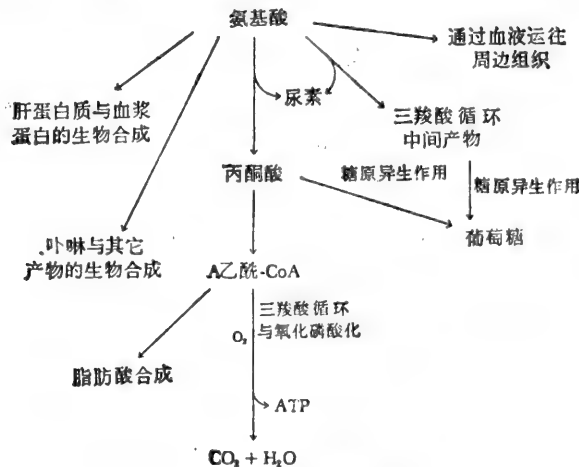 氨基酸
通过血液运往
周边组织
肝蛋白质与血浆
蛋白的生物合成
尿素
三羧酸循环
中间产物
丙酮酸
糖原异生作用
糖原异生作用
葡萄糖
卟啉与其它
产物的生物合成
A乙酰-CoA
三羧酸循环
与氧化磷酸化
O₂
脂肪酸合成
ATP
CO₂ + H₂O